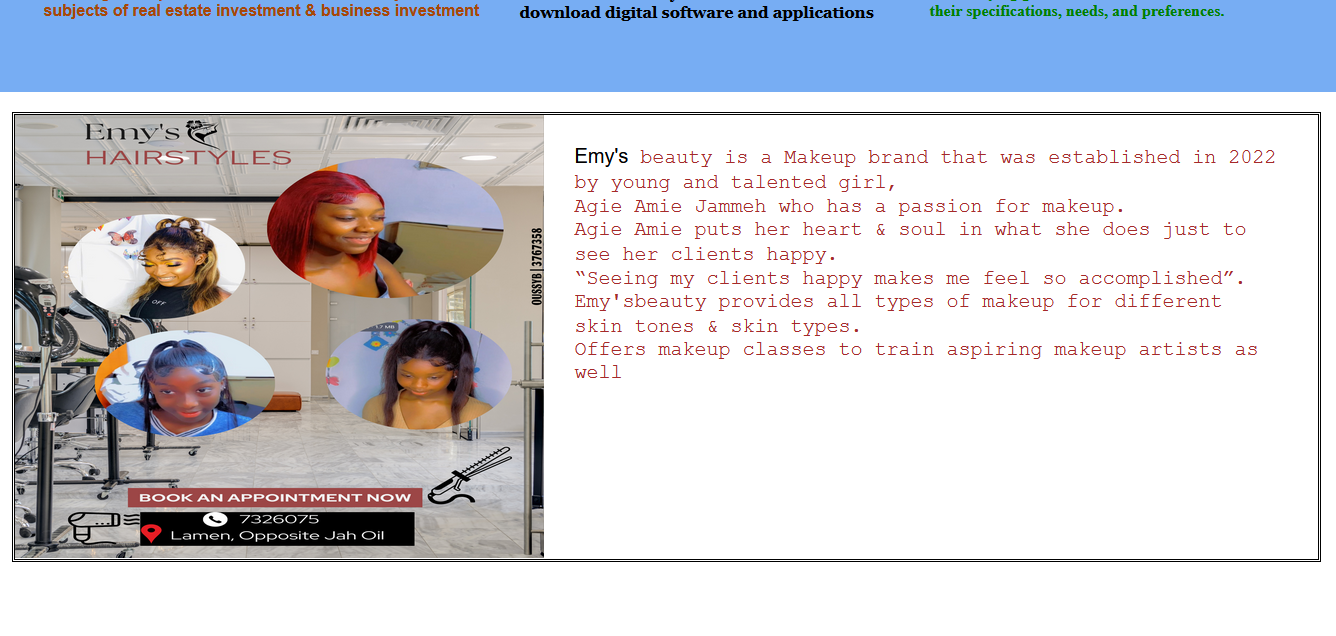 subjects of real estate investment & business investment
download digital software and applications
their specifications, needs, and preferences.
Emy's
HAIRSTYLES
OFF
1.7 MB
OUSSYB | 3767358
BOOK AN APPOINTMENT NOW
7326075
Lamen, Opposite Jah Oil
Emy's beauty is a Makeup brand that was established in 2022
by young and talented girl,
Agie Amie Jammeh who has a passion for makeup.
Agie Amie puts her heart & soul in what she does just to
see her clients happy.
“Seeing my clients happy makes me feel so accomplished”.
Emy'sbeauty provides all types of makeup for different
skin tones & skin types.
Offers makeup classes to train aspiring makeup artists as
well